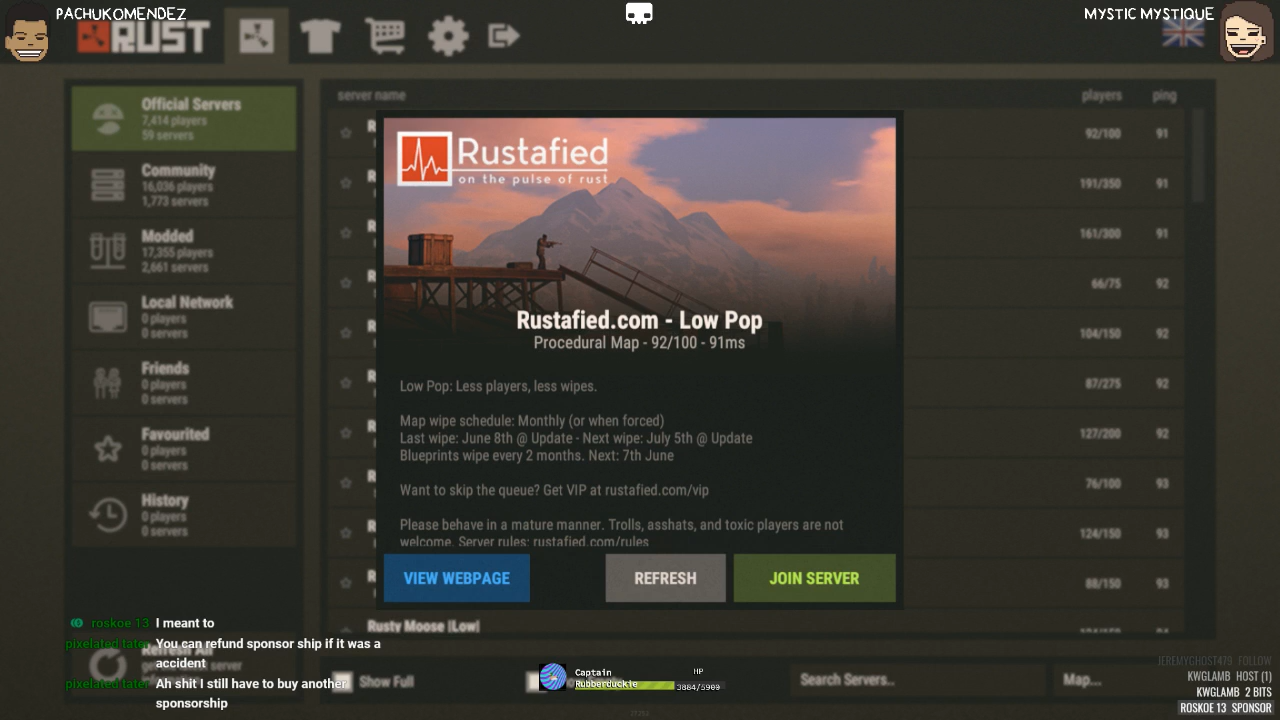 PACHUKOMENDEZ
MYSTIC MYSTIQUE
RUST
server name
players
ping
Official Servers
7,414 players
59 servers
Community
16,036 players
1,773 servers
Modded
17,355 players
2,661 servers
Local Network
0 players
0 servers
Friends
0 players
0 servers
Favourited
0 players
0 servers
History
0 players
0 servers
92/100 91
191/350 91
161/300 91
66/75 92
104/150 92
87/275 92
127/200 92
76/100 93
124/150 93
88/150 93
Rusty Moose |Low|
Rustafied
on the pulse of rust
Rustafied.com - Low Pop
Procedural Map - 92/100 - 91ms
Low Pop: Less players, less wipes.
Map wipe schedule: Monthly (or when forced)
Last wipe: June 8th @ Update - Next wipe: July 5th @ Update
Blueprints wipe every 2 months. Next: 7th June
Want to skip the queue? Get VIP at rustafied.com/vip
Please behave in a mature manner. Trolls, asshats, and toxic players are not
welcome. Server rules: rustafied.com/rules
VIEW WEBPAGE
REFRESH
JOIN SERVER
roskoe 13 I meant to
pixelated tater You can refund sponsor ship if it was a
accident
pixelated tater Ah shit I still have to buy another
sponsorship
Refresh All
Show Full
Captain
Rubberduckie
HP
3884/5909
Search Servers..
Map...
JEREMYGHOST479 FOLLOW
KWGLAMB HOST (1)
KWGLAMB 2 BITS
ROSKOE 13 SPONSOR